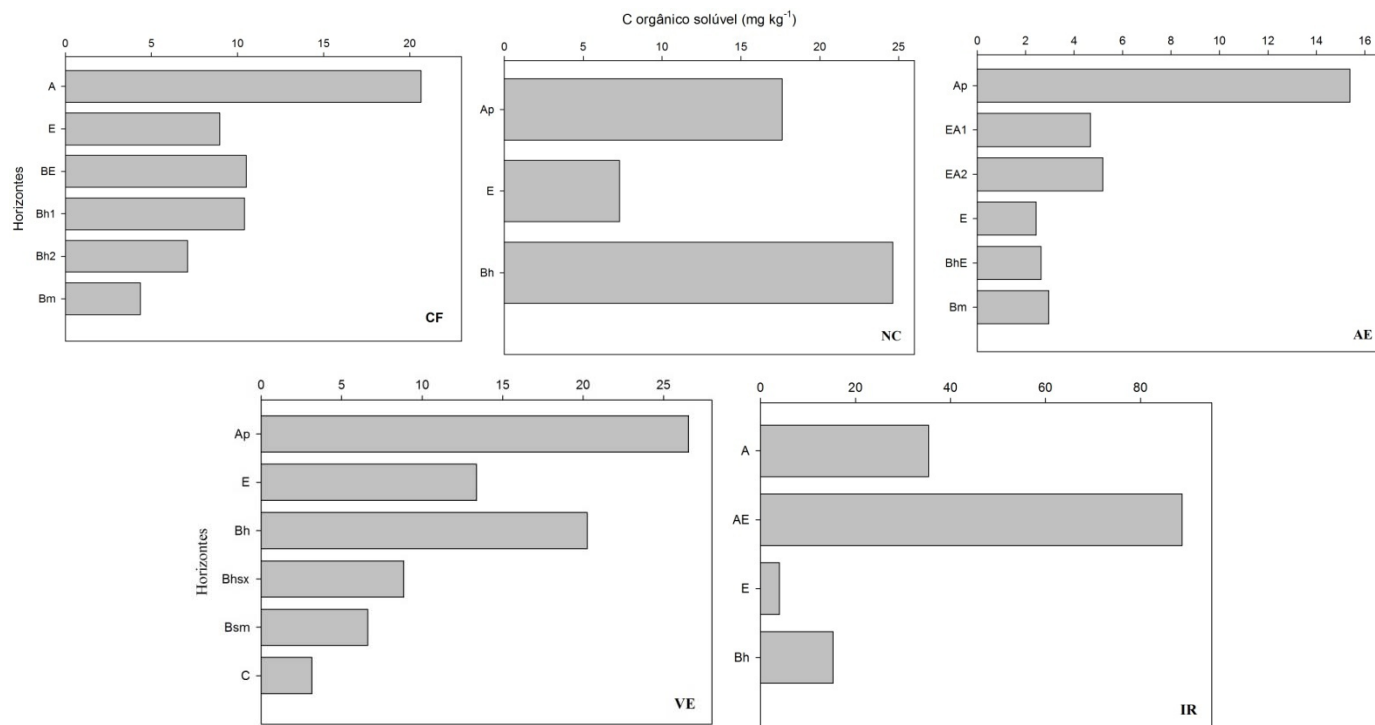 C orgânico solúvel (mg kg⁻¹)
0 5 10 15 20
Horizontes
A
E
BE
Bh1
Bh2
Bm
CF
0 5 10 15 20 25
Ap
E
Bh
NC
0 2 4 6 8 10 12 14 16
Ap
EA1
EA2
E
BhE
Bm
AE
0 5 10 15 20 25
Horizontes
Ap
E
Bh
Bhsx
Bsm
C
VE
0 20 40 60 80
A
AE
E
Bh
IR